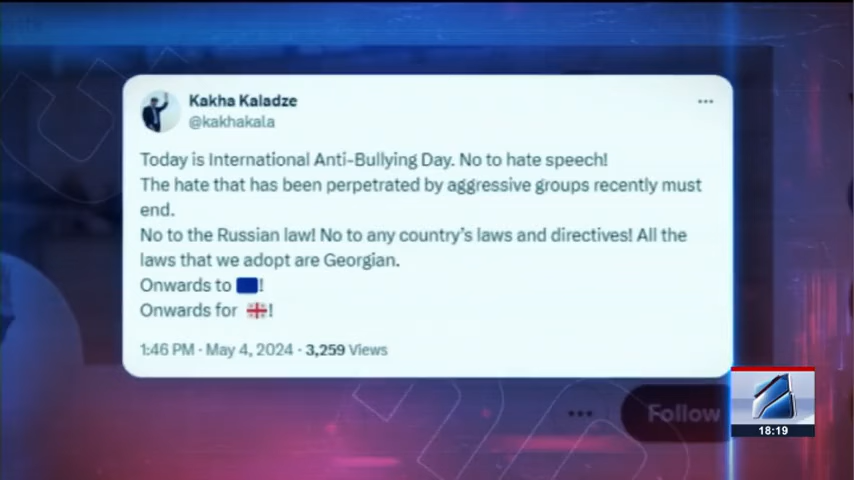 Kakha Kaladze
@kakhakala
Today is International Anti-Bullying Day. No to hate speech!
The hate that has been perpetrated by aggressive groups recently must
end.
No to the Russian law! No to any country's laws and directives! All the
laws that we adopt are Georgian.
Onwards to 🇪🇺!
Onwards for 🇬🇪!
1:46 PM · May 4, 2024 · 3,259 Views
Follow
18:19